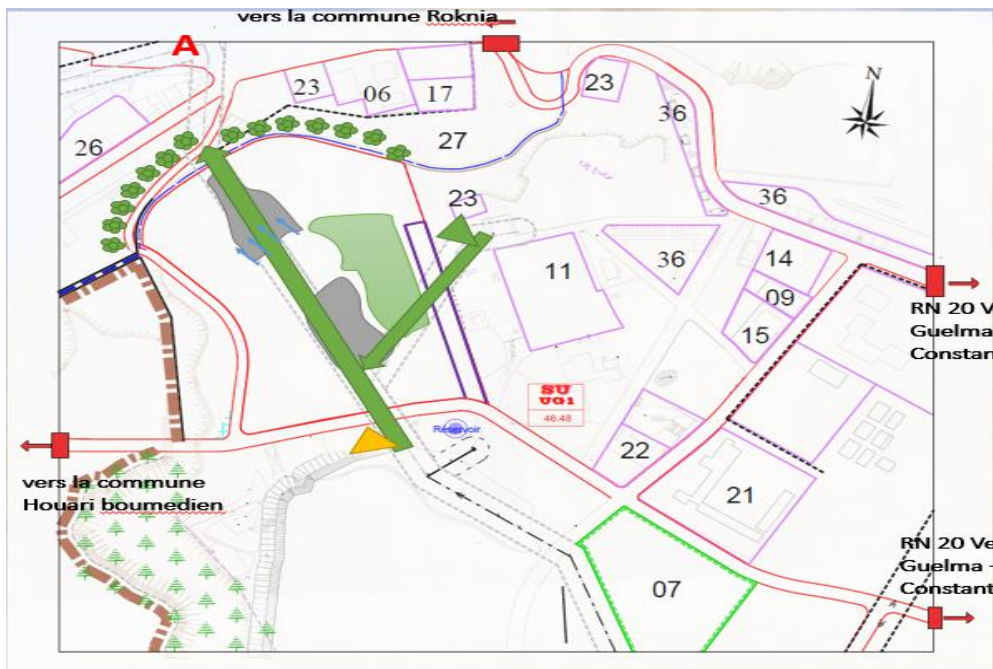 vers la commune Roknia
A
N
23
06
17
23
36
26
27
36
23
11
36
14
09
15
RN 20 V
Guelma
Constan
SU
UG1
46.48
Réservoir
22
21
vers la commune
Houari boumedien
07
RN 20 Ve
Guelma -
Constant